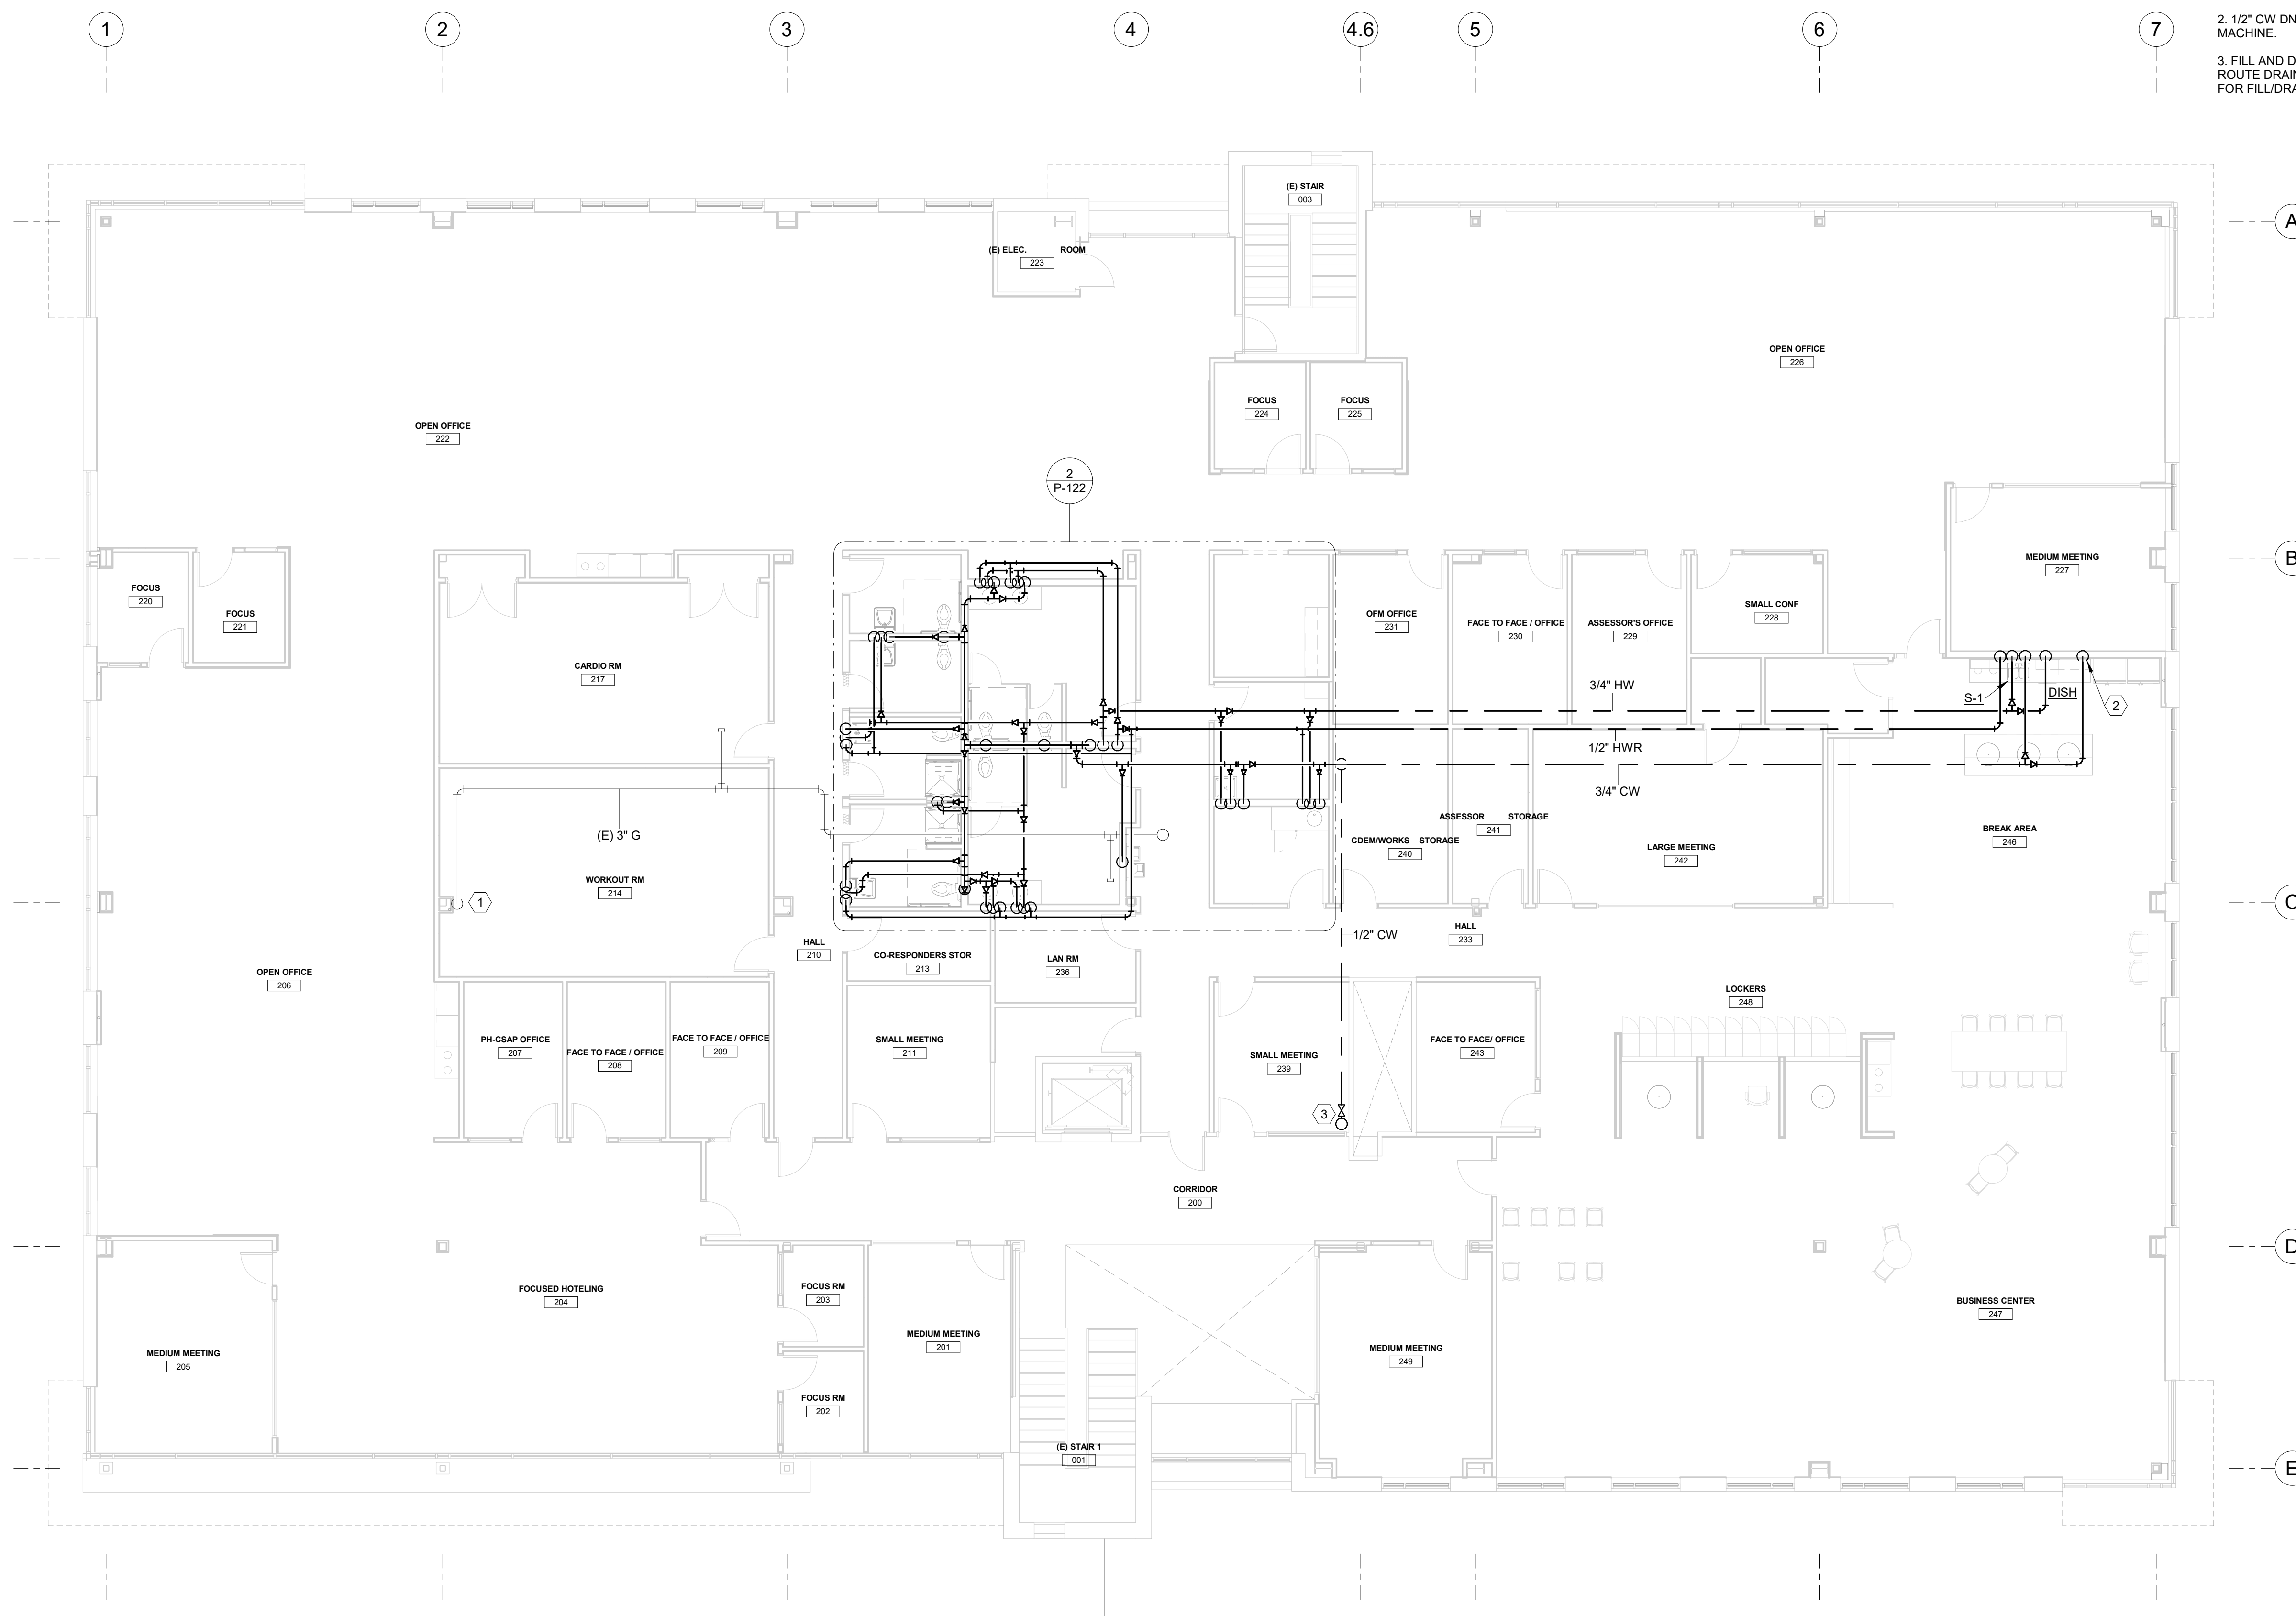 1
2
3
4
4.6
5
6
7
2. 1/2" CW DN
MACHINE.
3. FILL AND D
ROUTE DRAIN
FOR FILL/DRA
A
(E) STAIR
003
(E) ELEC. ROOM
223
OPEN OFFICE
226
FOCUS
224
FOCUS
225
OPEN OFFICE
222
2
P-122
B
MEDIUM MEETING
227
FOCUS
220
FOCUS
221
OFM OFFICE
231
FACE TO FACE / OFFICE
230
ASSESSOR'S OFFICE
229
SMALL CONF
228
CARDIO RM
217
3/4" HW
S-1
DISH
2
1/2" HWR
3/4" CW
(E) 3" G
ASSESSOR STORAGE
241
CDEM/WORKS STORAGE
240
LARGE MEETING
242
BREAK AREA
246
WORKOUT RM
214
1
C
HALL
210
1/2" CW
HALL
233
CO-RESPONDERS STOR
213
LAN RM
236
OPEN OFFICE
206
LOCKERS
248
PH-CSAP OFFICE
207
FACE TO FACE / OFFICE
208
FACE TO FACE / OFFICE
209
SMALL MEETING
211
SMALL MEETING
239
FACE TO FACE/ OFFICE
243
3
CORRIDOR
200
D
FOCUSED HOTELING
204
FOCUS RM
203
BUSINESS CENTER
247
MEDIUM MEETING
205
MEDIUM MEETING
201
MEDIUM MEETING
249
FOCUS RM
202
(E) STAIR 1
001
E